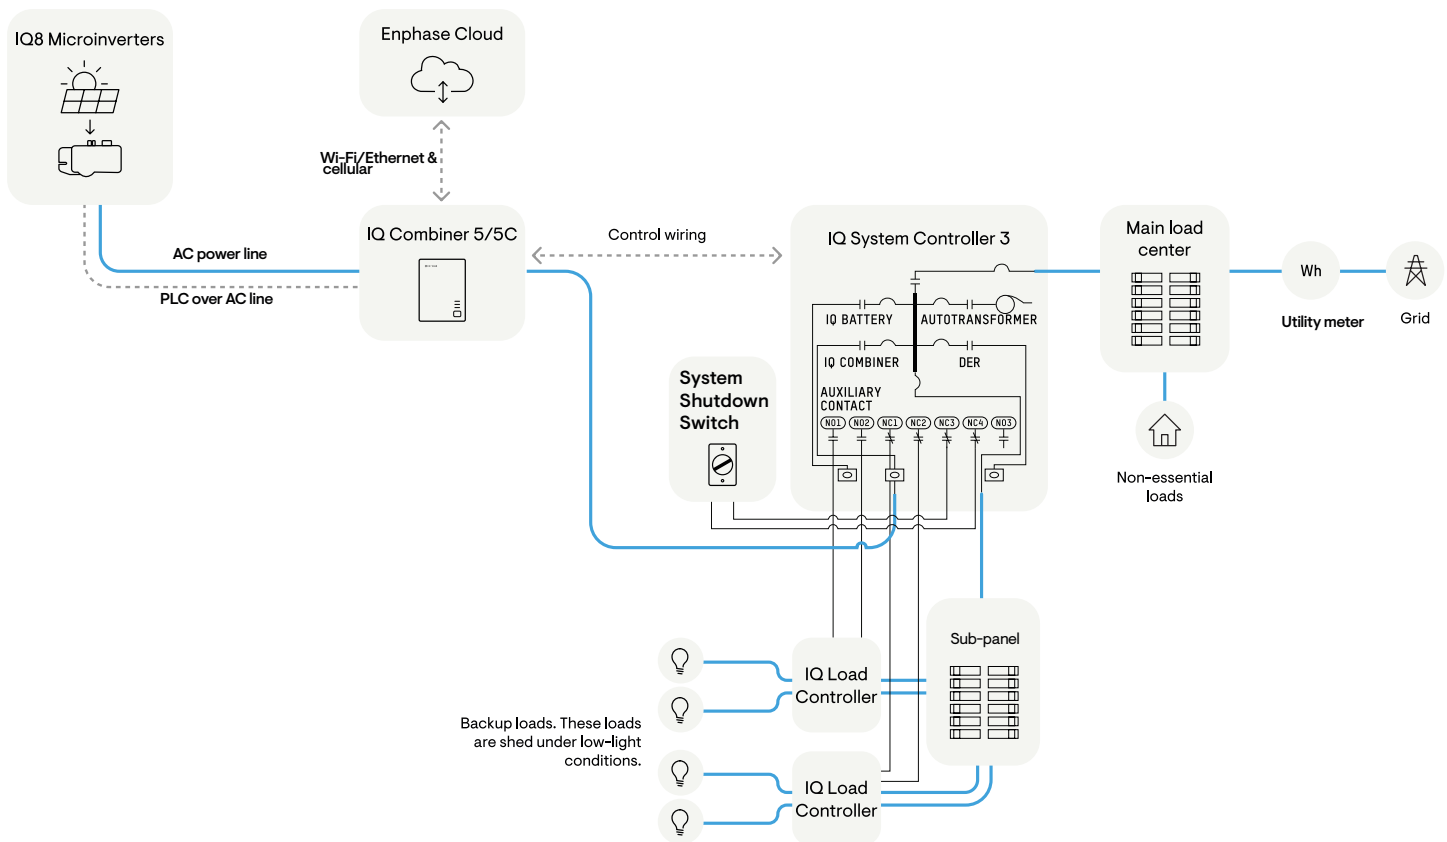 IQ8 Microinverters
Enphase Cloud
Wi-Fi/Ethernet &
cellular
IQ Combiner 5/5C
AC power line
PLC over AC line
Control wiring
IQ System Controller 3
IQ BATTERY
AUTOTRANSFORMER
IQ COMBINER
DER
AUXILIARY
CONTACT
NO1 NO2 NC1 NC2 NC3 NC4 NO3
System
Shutdown
Switch
Main load
center
Wh
Utility meter
Grid
Non-essential
loads
Sub-panel
IQ Load
Controller
Backup loads. These loads
are shed under low-light
conditions.
IQ Load
Controller